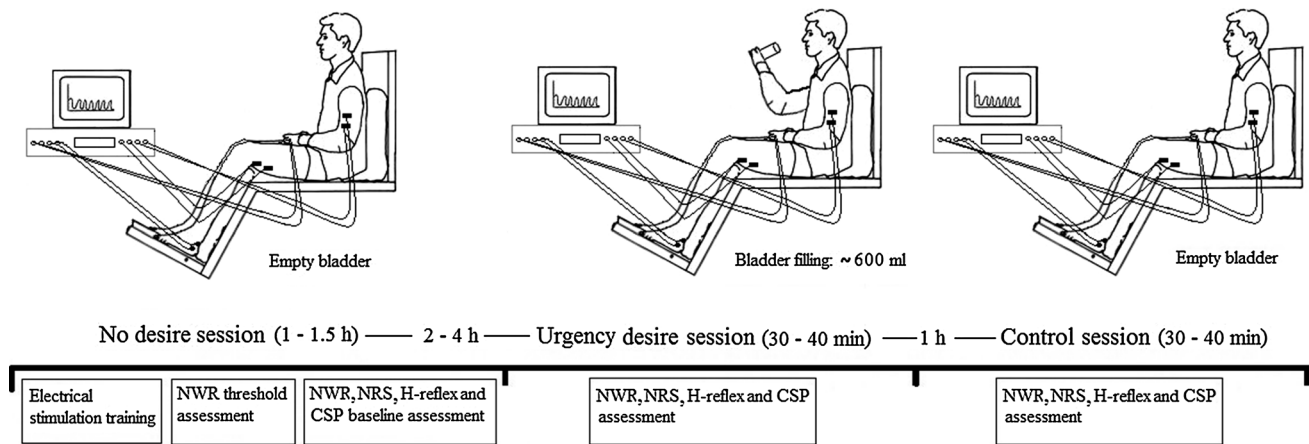 Empty bladder
Bladder filling: ~ 600 ml
Empty bladder
No desire session (1 - 1.5 h) 2 - 4 h Urgency desire session (30 - 40 min) 1 h Control session (30 - 40 min)
Electrical
stimulation training
NWR threshold
assessment
NWR, NRS, H-reflex and
CSP baseline assessment
NWR, NRS, H-reflex and CSP
assessment
NWR, NRS, H-reflex and CSP
assessment